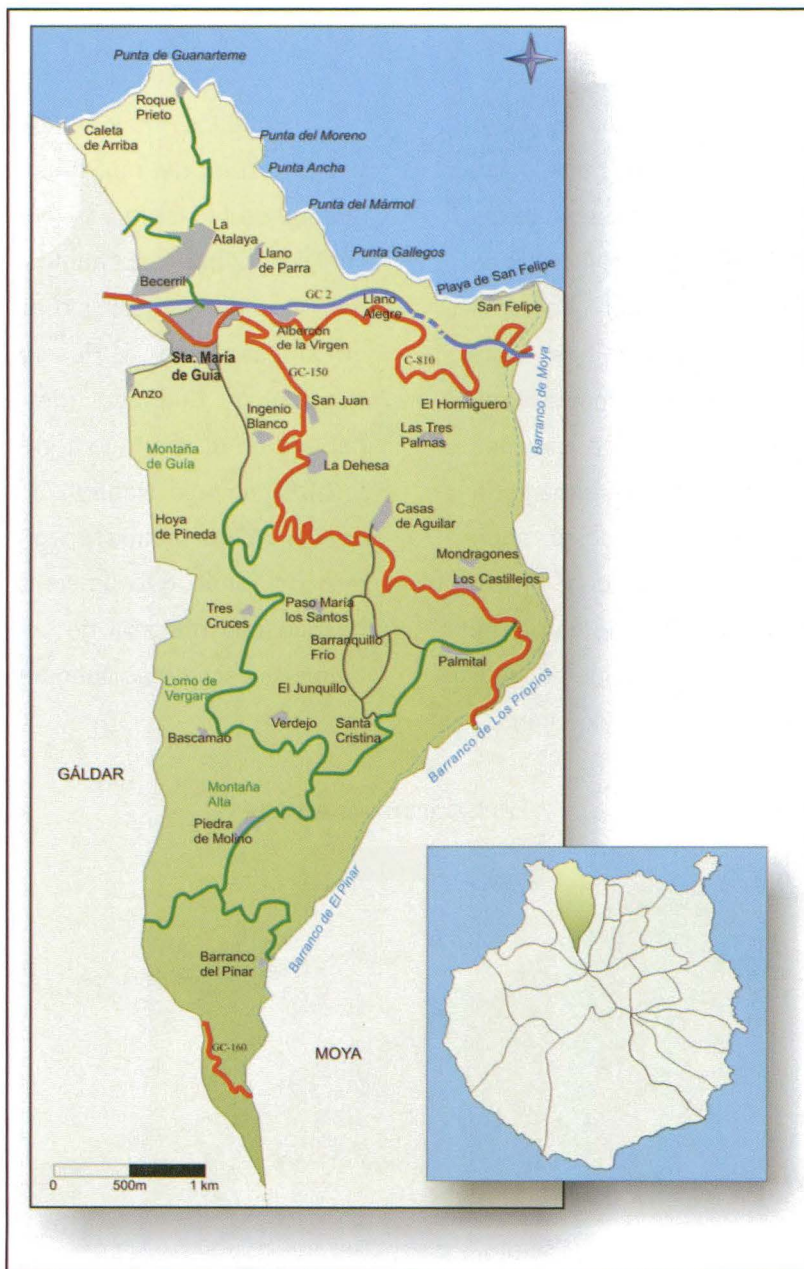 Punta de Guanarteme
Roque
Prieto
Caleta
de Arriba
Punta del Moreno
Punta Ancha
Punta del Mármol
La
Atalaya
Llano
de Parra
Punta Gallegos
Becerril
Playa de San Felipe
GC 2
Llano
Alegre
San Felipe
Albercón
de la Virgen
Sta. María
de Guía
C-810
GC-150
Barranco de Moya
Anzo
San Juan
El Hormiguero
Ingenio
Blanco
Las Tres
Palmas
Montaña
de Guía
La Dehesa
Casas
de Aguilar
Hoya
de Pineda
Mondragones
Los Castillejos
Tres
Cruces
Paso María
los Santos
Barranquillo
Frío
Palmital
Lomo de
Vergara
El Junquillo
Verdejo
Santa
Cristina
Bascamao
Barranco de Los Propios
GÁLDAR
Montaña
Alta
Piedra
de Molino
Barranco de El Pinar
Barranco
del Pinar
GC-160
MOYA
0 500m 1 km